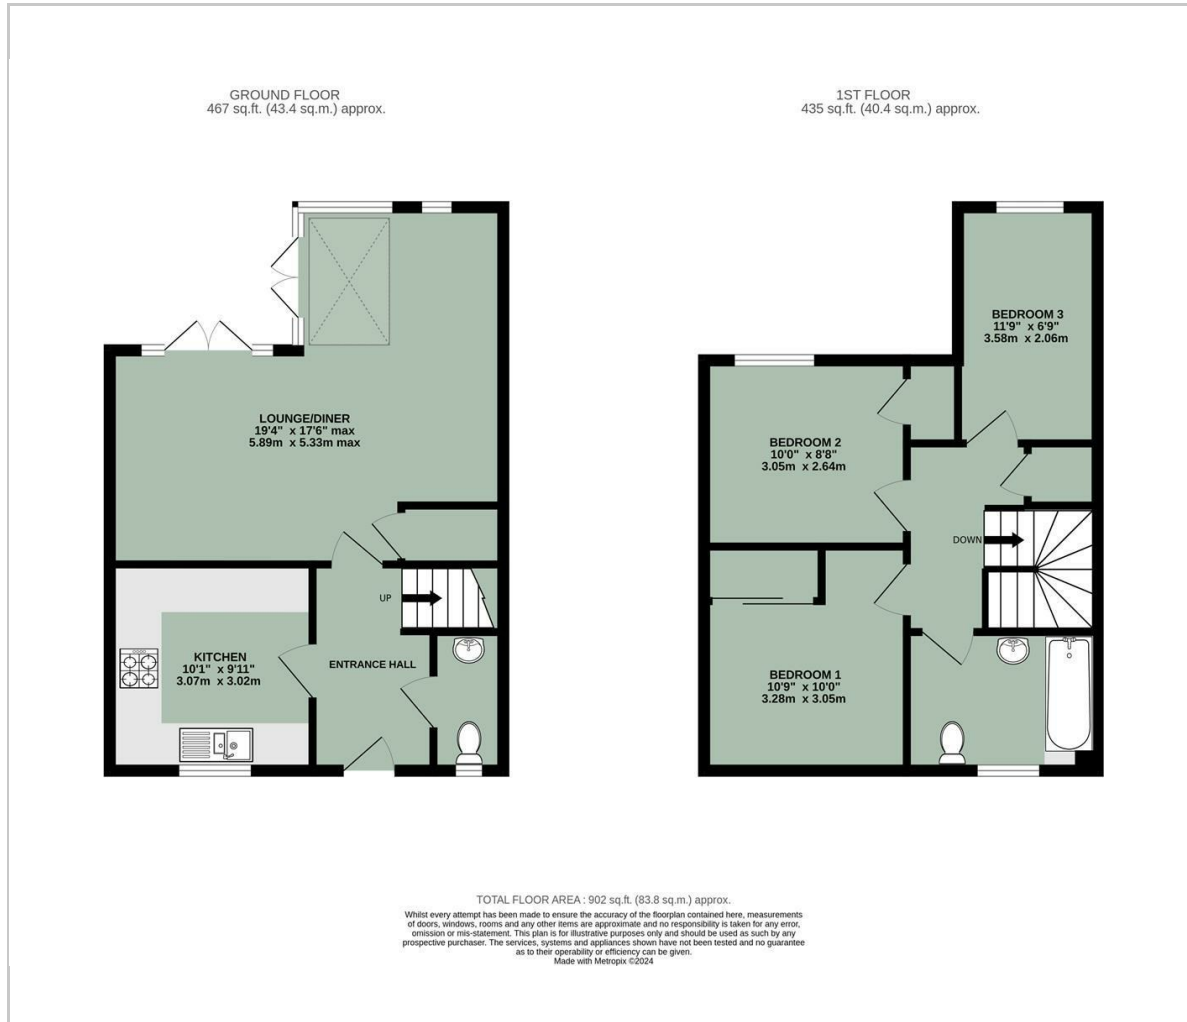 GROUND FLOOR
467 sq.ft. (43.4 sq.m.) approx.
1ST FLOOR
435 sq.ft. (40.4 sq.m.) approx.
LOUNGE/DINER
19'4" x 17'6" max
5.89m x 5.33m max
UP
KITCHEN
10'1" x 9'11"
3.07m x 3.02m
ENTRANCE HALL
BEDROOM 3
11'9" x 6'9"
3.58m x 2.06m
BEDROOM 2
10'0" x 8'8"
3.05m x 2.64m
DOWN
BEDROOM 1
10'9" x 10'0"
3.28m x 3.05m
TOTAL FLOOR AREA : 902 sq.ft. (83.8 sq.m.) approx.
Whilst every attempt has been made to ensure the accuracy of the floorplan contained here, measurements
of doors, windows, rooms and any other items are approximate and no responsibility is taken for any error,
omission or mis-statement. This plan is for illustrative purposes only and should be used as such by any
prospective purchaser. The services, systems and appliances shown have not been tested and no guarantee
as to their operability or efficiency can be given.
Made with Metropix ©2024